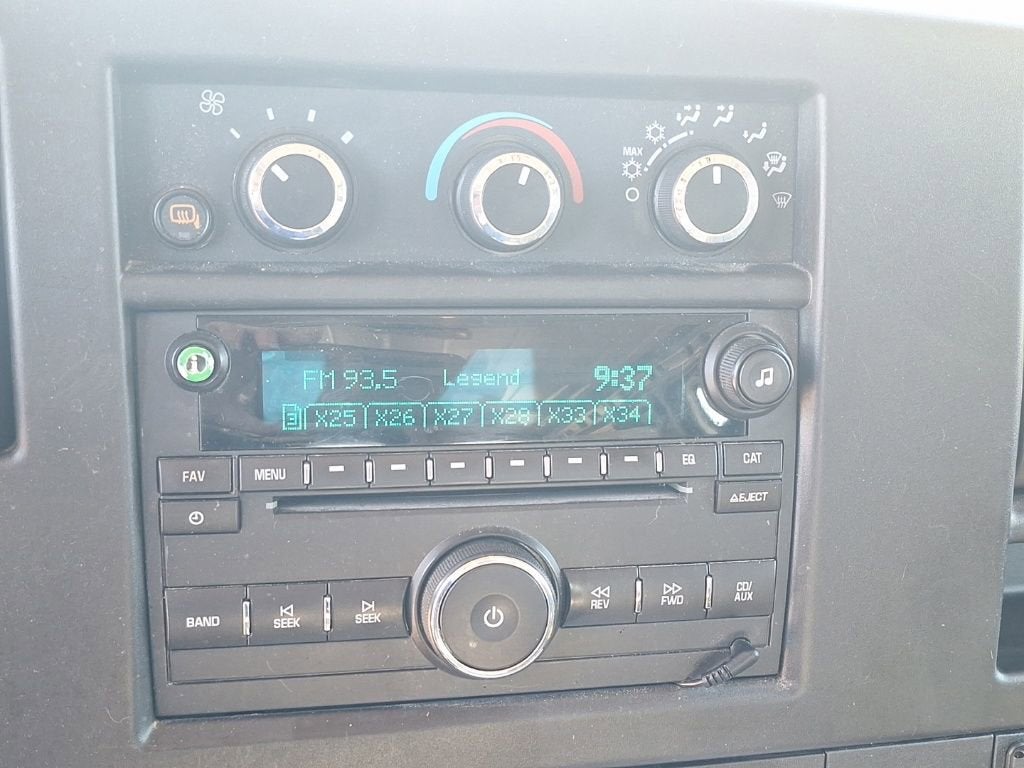 MAX
i
FM 93.5 Legend 9:37
3 X25 X26 X27 X28 X33 X34
FAV MENU EQ CAT
EJECT
BAND SEEK SEEK REV FWD CD/
AUX